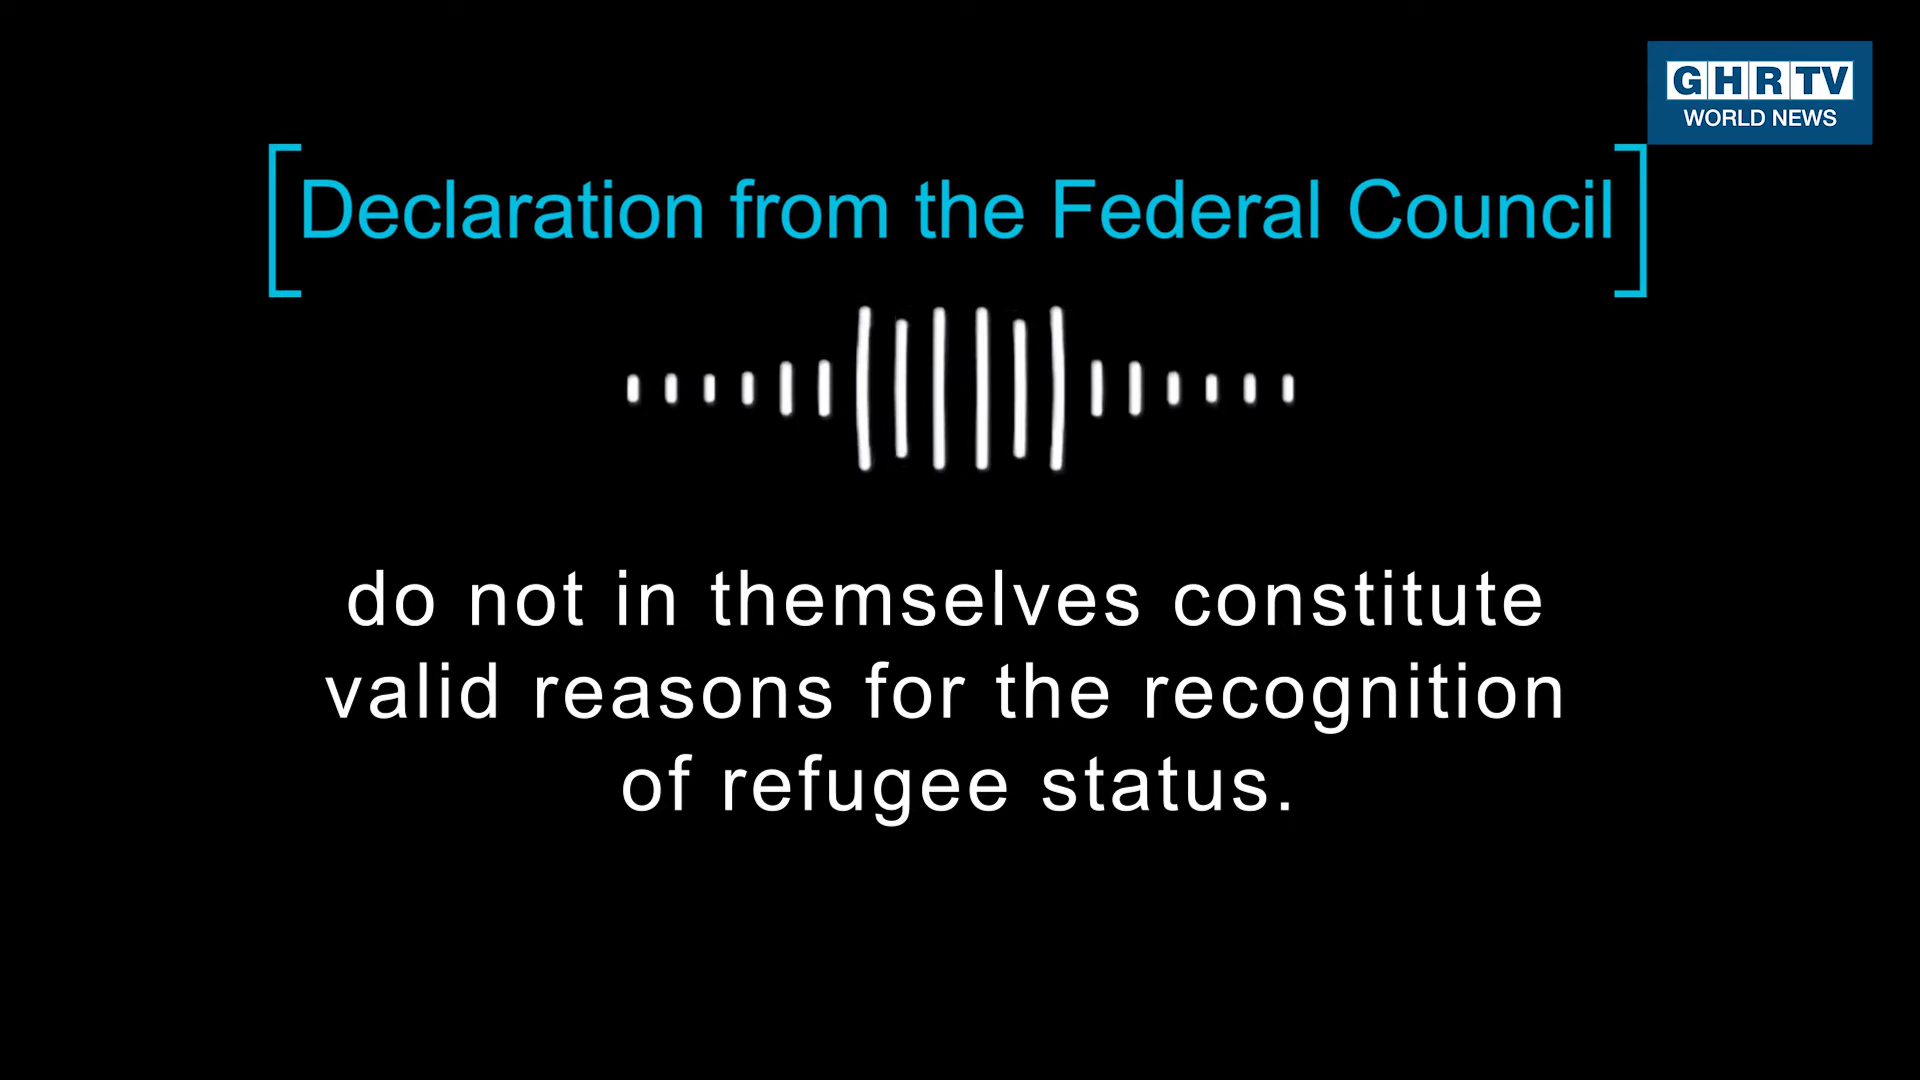 GHRTV
WORLD NEWS
Declaration from the Federal Council
do not in themselves constitute
valid reasons for the recognition
of refugee status.